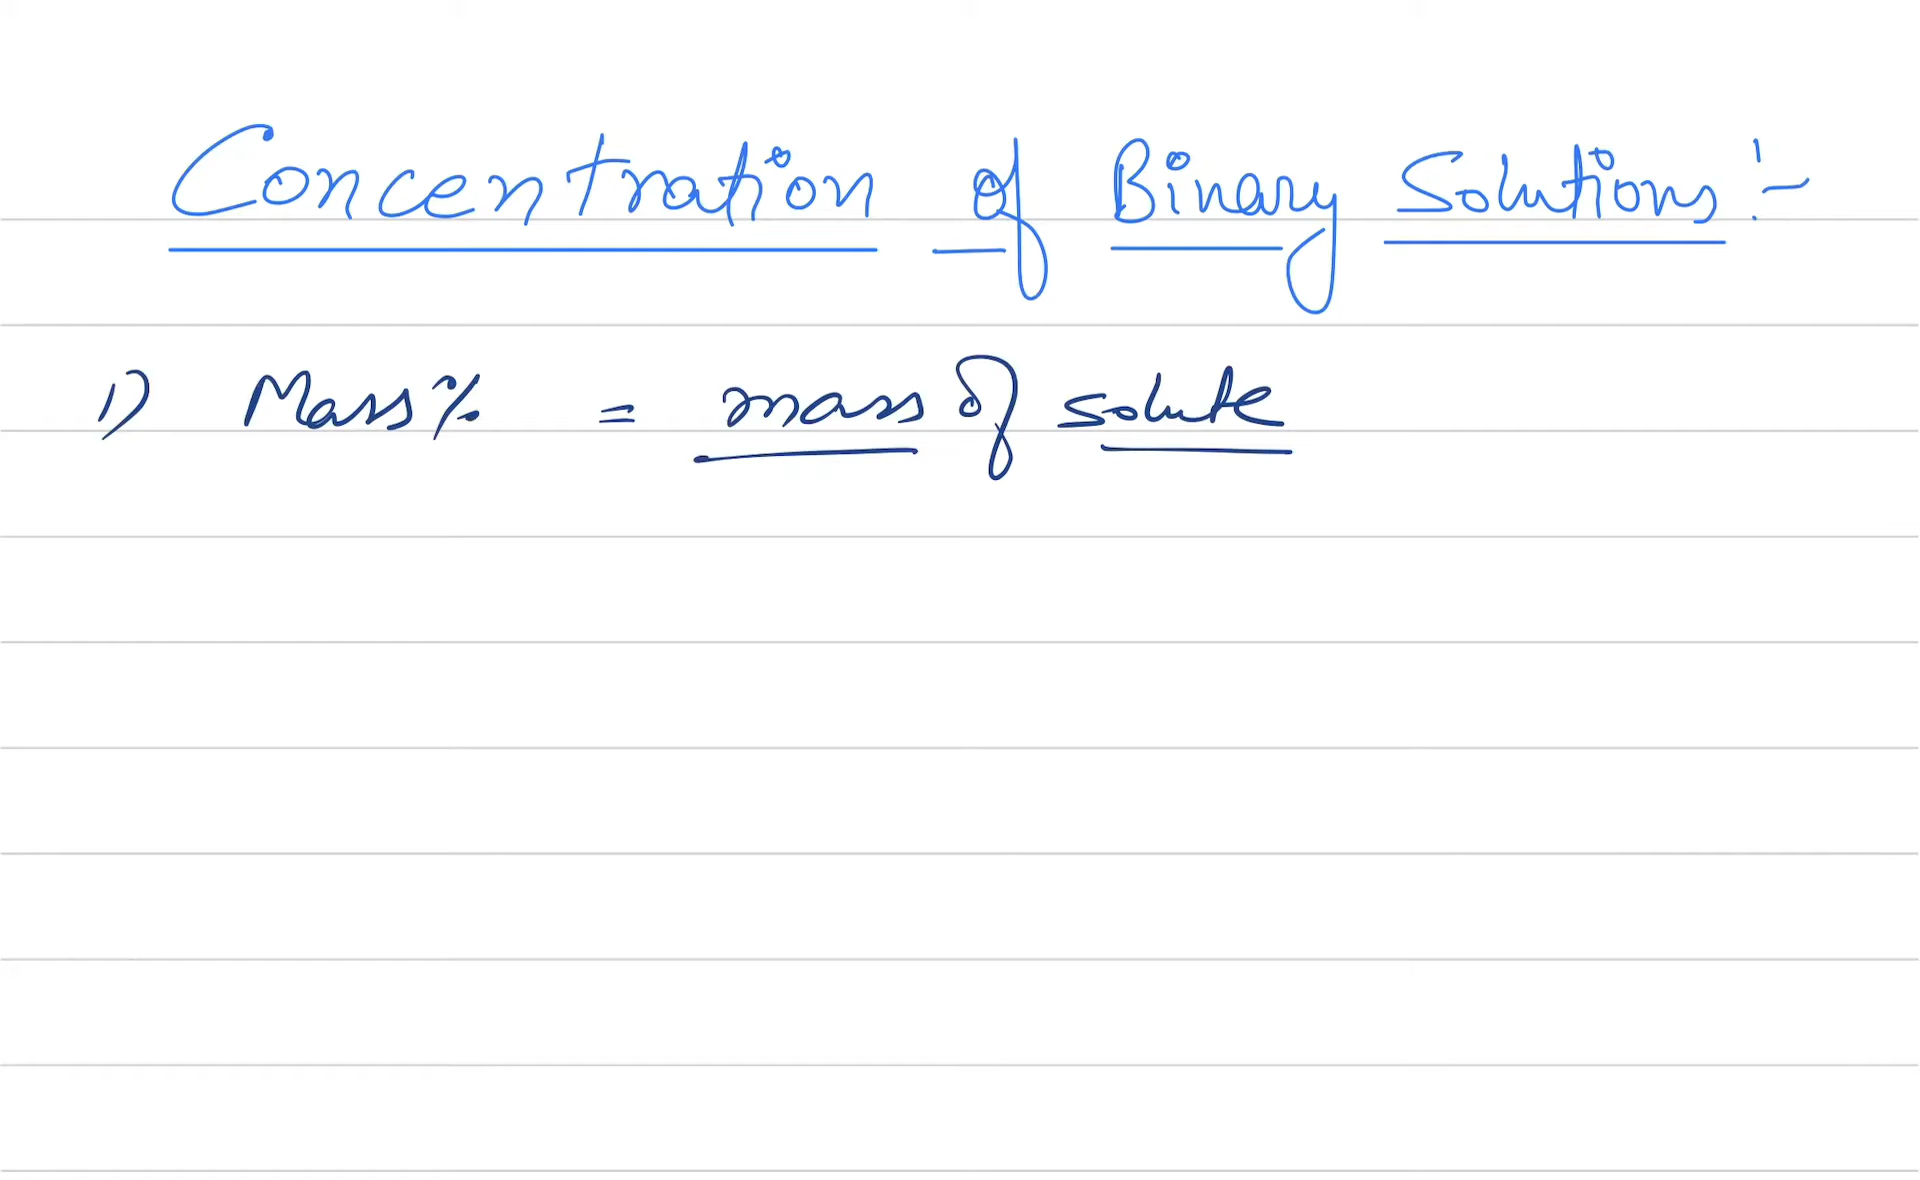 Concentration of Binary Solutions :-
1) Mass% = mass of solute